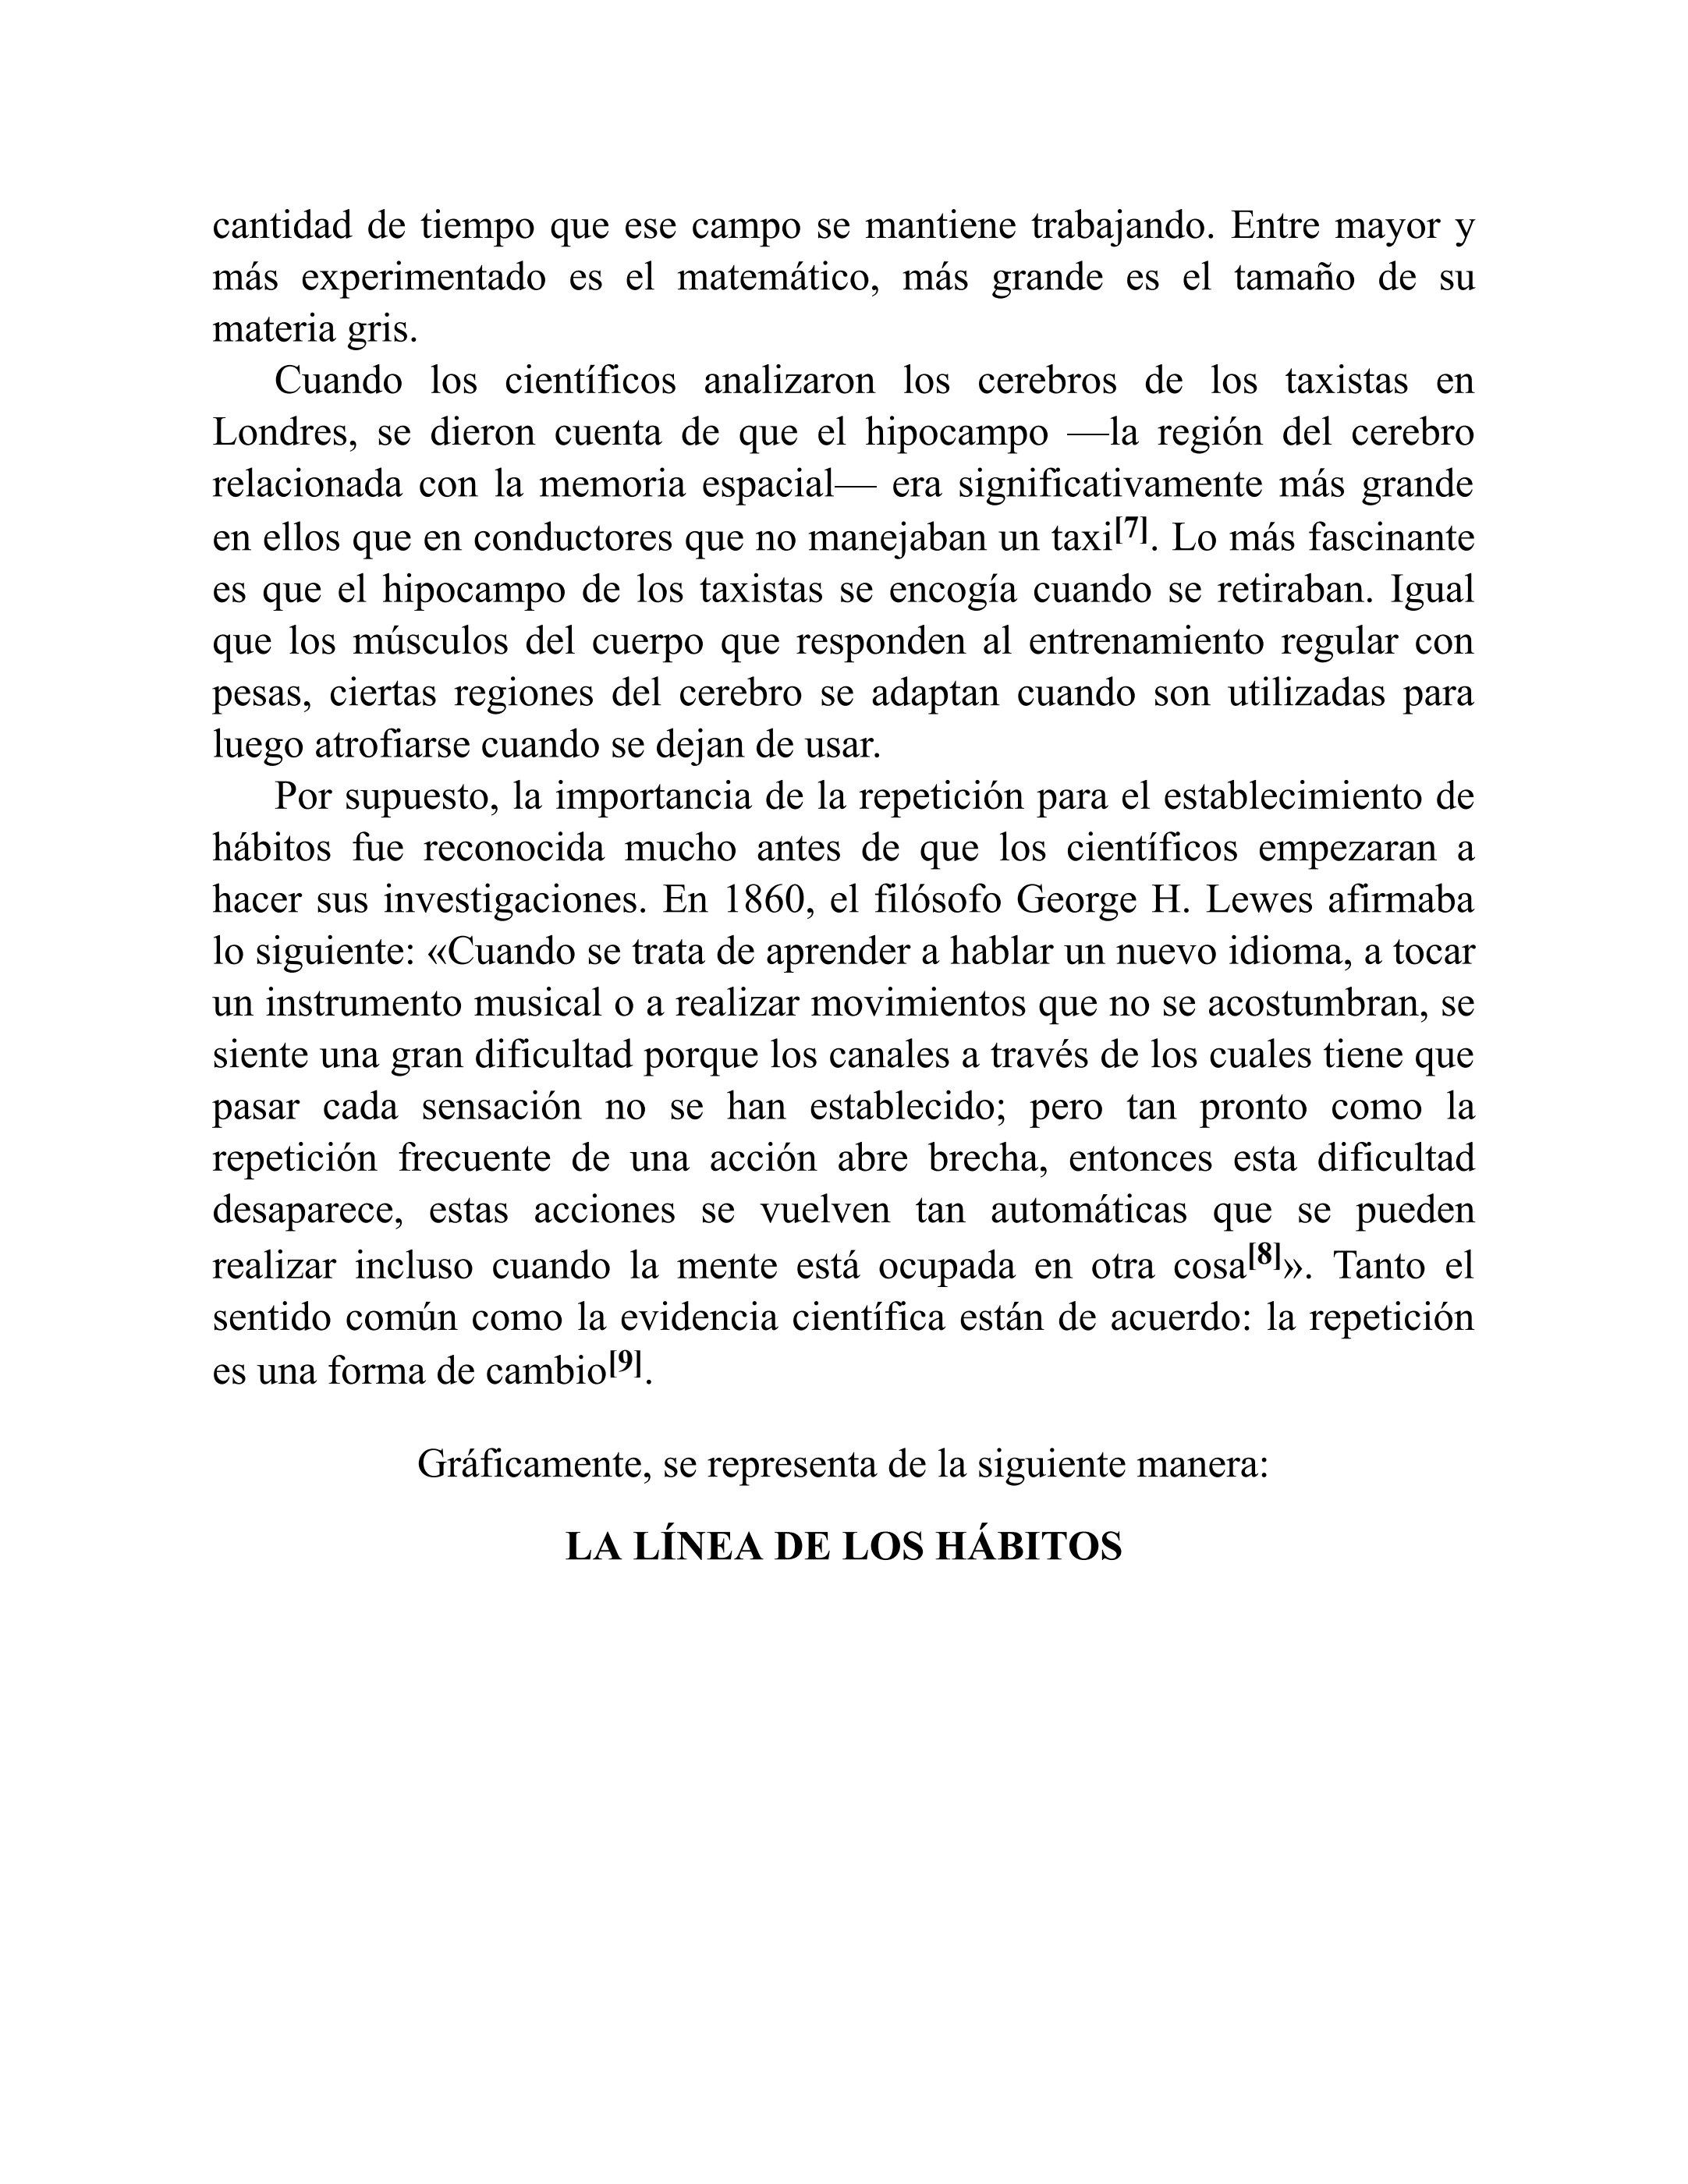 cantidad de tiempo que ese campo se mantiene trabajando. Entre mayor y
más experimentado es el matemático, más grande es el tamaño de su
materia gris.
Cuando los científicos analizaron los cerebros de los taxistas en
Londres, se dieron cuenta de que el hipocampo —la región del cerebro
relacionada con la memoria espacial— era significativamente más grande
en ellos que en conductores que no manejaban un taxi[7]. Lo más fascinante
es que el hipocampo de los taxistas se encogía cuando se retiraban. Igual
que los músculos del cuerpo que responden al entrenamiento regular con
pesas, ciertas regiones del cerebro se adaptan cuando son utilizadas para
luego atrofiarse cuando se dejan de usar.
Por supuesto, la importancia de la repetición para el establecimiento de
hábitos fue reconocida mucho antes de que los científicos empezaran a
hacer sus investigaciones. En 1860, el filósofo George H. Lewes afirmaba
lo siguiente: «Cuando se trata de aprender a hablar un nuevo idioma, a tocar
un instrumento musical o a realizar movimientos que no se acostumbran, se
siente una gran dificultad porque los canales a través de los cuales tiene que
pasar cada sensación no se han establecido; pero tan pronto como la
repetición frecuente de una acción abre brecha, entonces esta dificultad
desaparece, estas acciones se vuelven tan automáticas que se pueden
realizar incluso cuando la mente está ocupada en otra cosa[8]». Tanto el
sentido común como la evidencia científica están de acuerdo: la repetición
es una forma de cambio[9].
Gráficamente, se representa de la siguiente manera:
LA LÍNEA DE LOS HÁBITOS